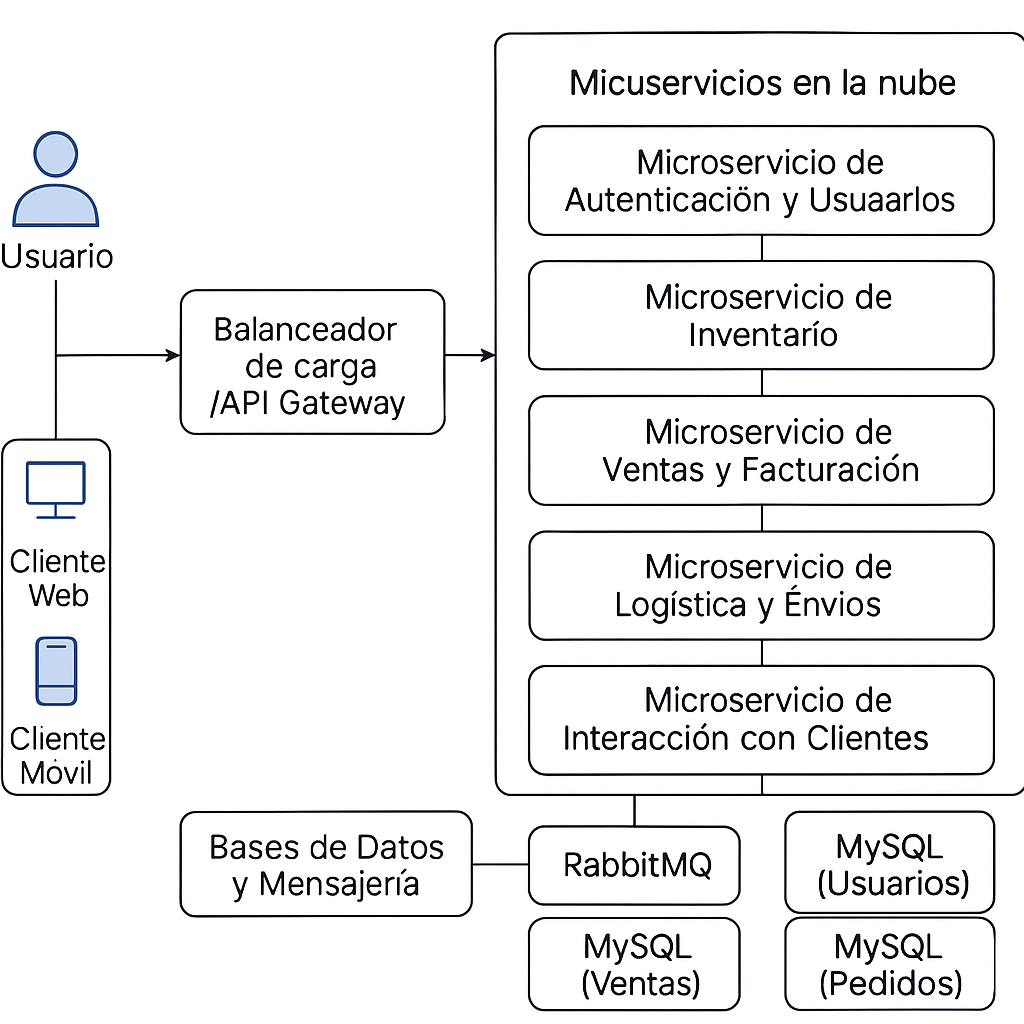 Usuario
Balanceador
de carga
/API Gateway
Cliente
Web
Cliente
Móvil
Micuservicios en la nube
Microservicio de
Autenticaciön y Usuaarlos
Microservicio de
Inventarío
Microservicio de
Ventas y Facturación
Microservicio de
Logística y Énvios
Microservicio de
Interacción con Clientes
Bases de Datos
y Mensajería
RabbitMQ
MySQL
(Usuarios)
MySQL
(Ventas)
MySQL
(Pedidos)